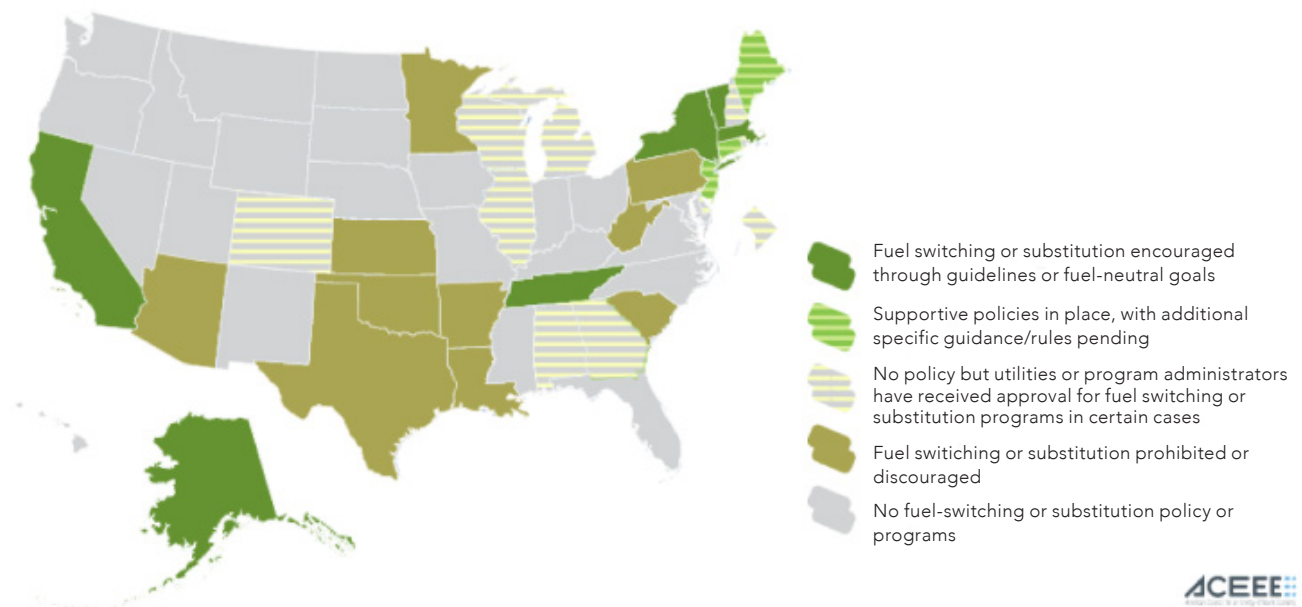 Fuel switching or substitution encouraged
through guidelines or fuel-neutral goals
Supportive policies in place, with additional
specific guidance/rules pending
No policy but utilities or program administrators
have received approval for fuel switching or
substitution programs in certain cases
Fuel switiching or substitution prohibited or
discouraged
No fuel-switching or substitution policy or
programs
ACEEE